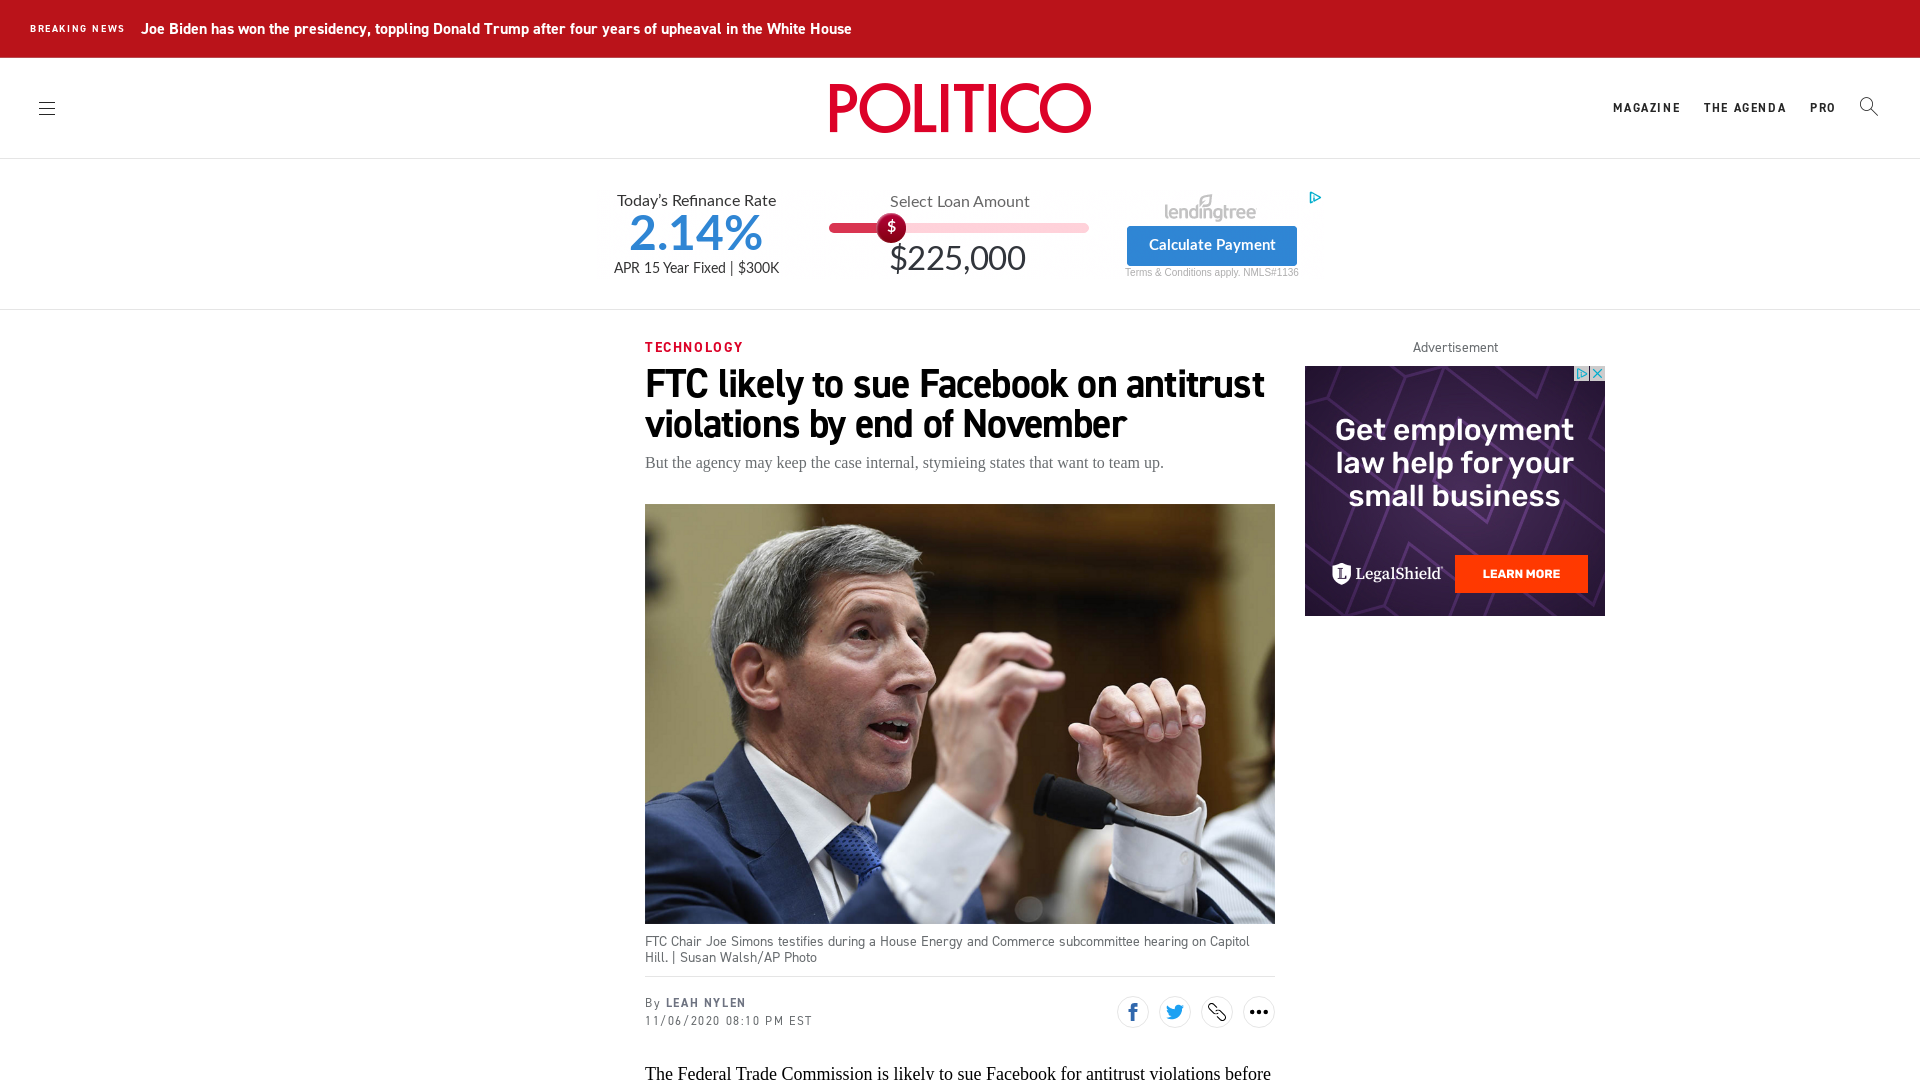 BREAKING NEWS Joe Biden has won the presidency, toppling Donald Trump after four years of upheaval in the White House
POLITICO
MAGAZINE THE AGENDA PRO
Today's Refinance Rate
2.14%
APR 15 Year Fixed | $300K
Select Loan Amount
$
$225,000
lendingtree
Calculate Payment
Terms & Conditions apply. NMLS#1136
TECHNOLOGY
FTC likely to sue Facebook on antitrust
violations by end of November
But the agency may keep the case internal, stymieing states that want to team up.
Advertisement
Get employment
law help for your
small business
L LegalShield
LEARN MORE
FTC Chair Joe Simons testifies during a House Energy and Commerce subcommittee hearing on Capitol
Hill. | Susan Walsh/AP Photo
By LEAH NYLEN
11/06/2020 08:10 PM EST
The Federal Trade Commission is likely to sue Facebook for antitrust violations before